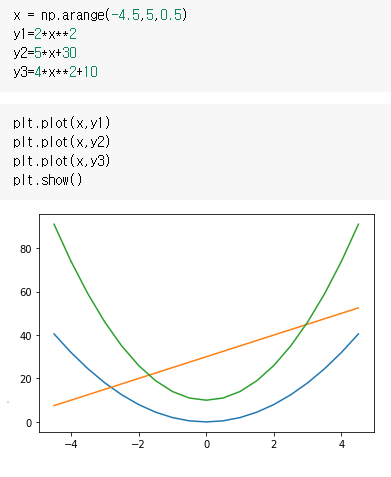 x = np.arange(-4.5,5,0.5)
y1=2*x**2
y2=5*x+30
y3=4*x**2+10
plt.plot(x,y1)
plt.plot(x,y2)
plt.plot(x,y3)
plt.show()
80
60
40
20
0
−4 −2 0 2 4